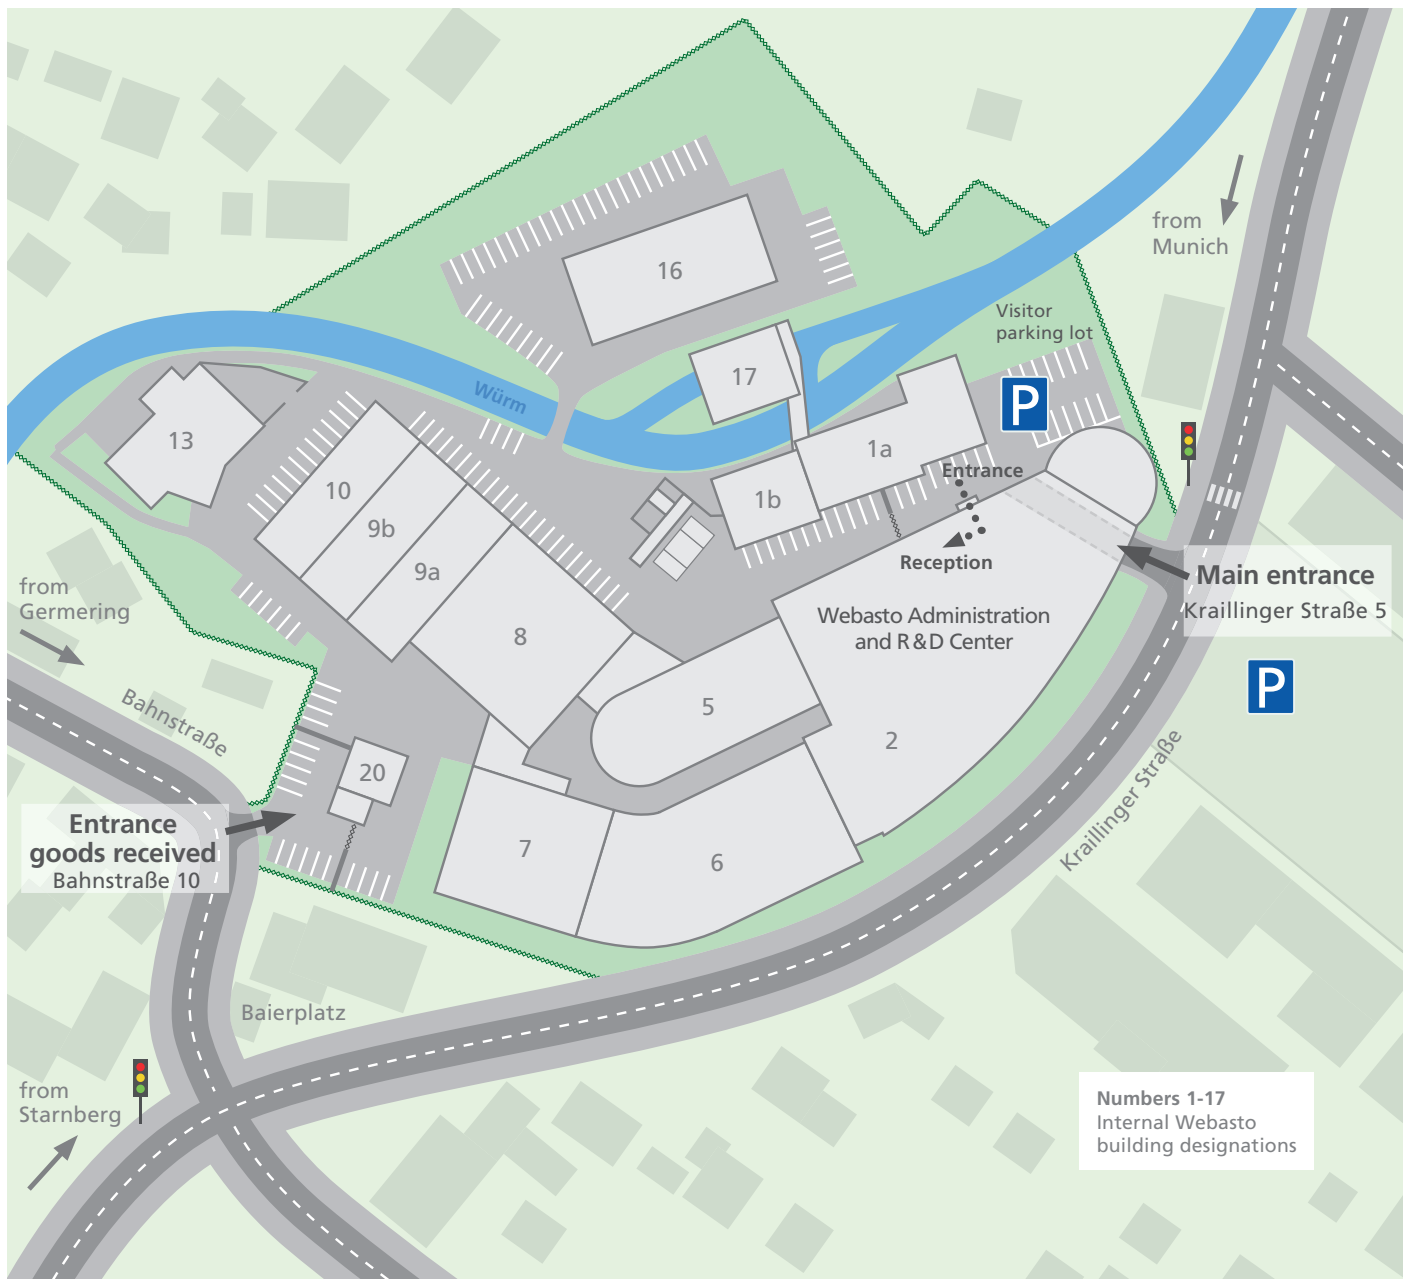 from
Munich
16
Visitor
parking lot
17
Würm
P
13
1a
10
Entrance
1b
9b
Reception
9a
Main entrance
Kraillinger Straße 5
from
Germering
Webasto Administration
and R & D Center
8
P
Bahnstraße
5
2
20
Kraillinger Straße
Entrance
goods received
Bahnstraße 10
7
6
Baierplatz
from
Starnberg
Numbers 1-17
Internal Webasto
building designations